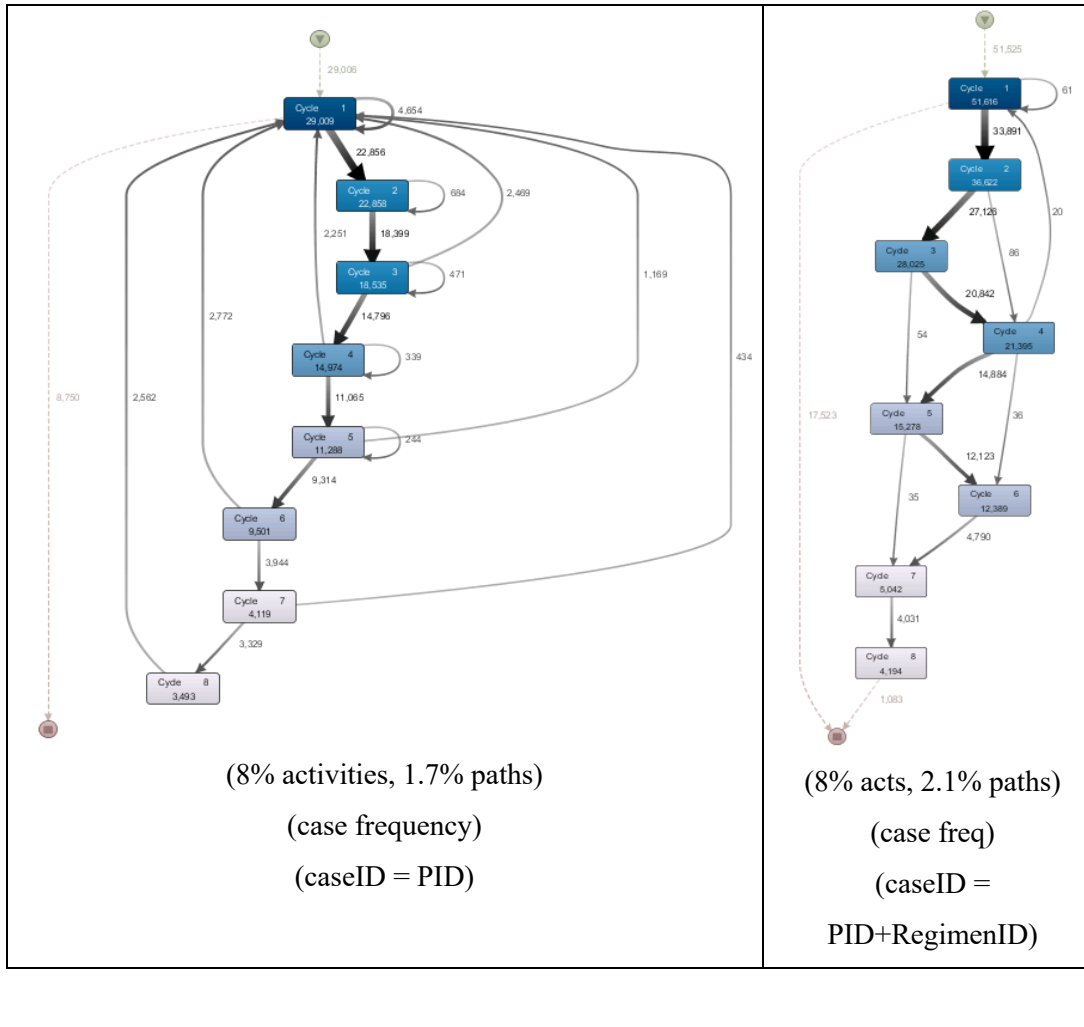 29,006
Cycle 1
29,009
4,654
22,856
Cycle 2
22,858
684
2,469
2,251
18,399
Cycle 3
18,535
471
1,169
2,772
14,796
Cycle 4
14,974
339
434
8,750
2,562
11,065
Cycle 5
11,288
244
9,314
Cycle 6
9,501
3,944
Cycle 7
4,119
3,329
Cycle 8
3,493
(8% activities, 1.7% paths)
(case frequency)
(caseID = PID)
51,525
Cycle 1
51,616
61
33,891
Cycle 2
36,622
27,126
20
86
Cycle 3
28,025
20,842
54
Cycle 4
21,395
14,884
17,523
Cycle 5
15,278
36
12,123
35
Cycle 6
12,389
4,790
Cycle 7
5,042
4,031
Cycle 8
4,194
1,083
(8% acts, 2.1% paths)
(case freq)
(caseID =
PID+RegimenID)